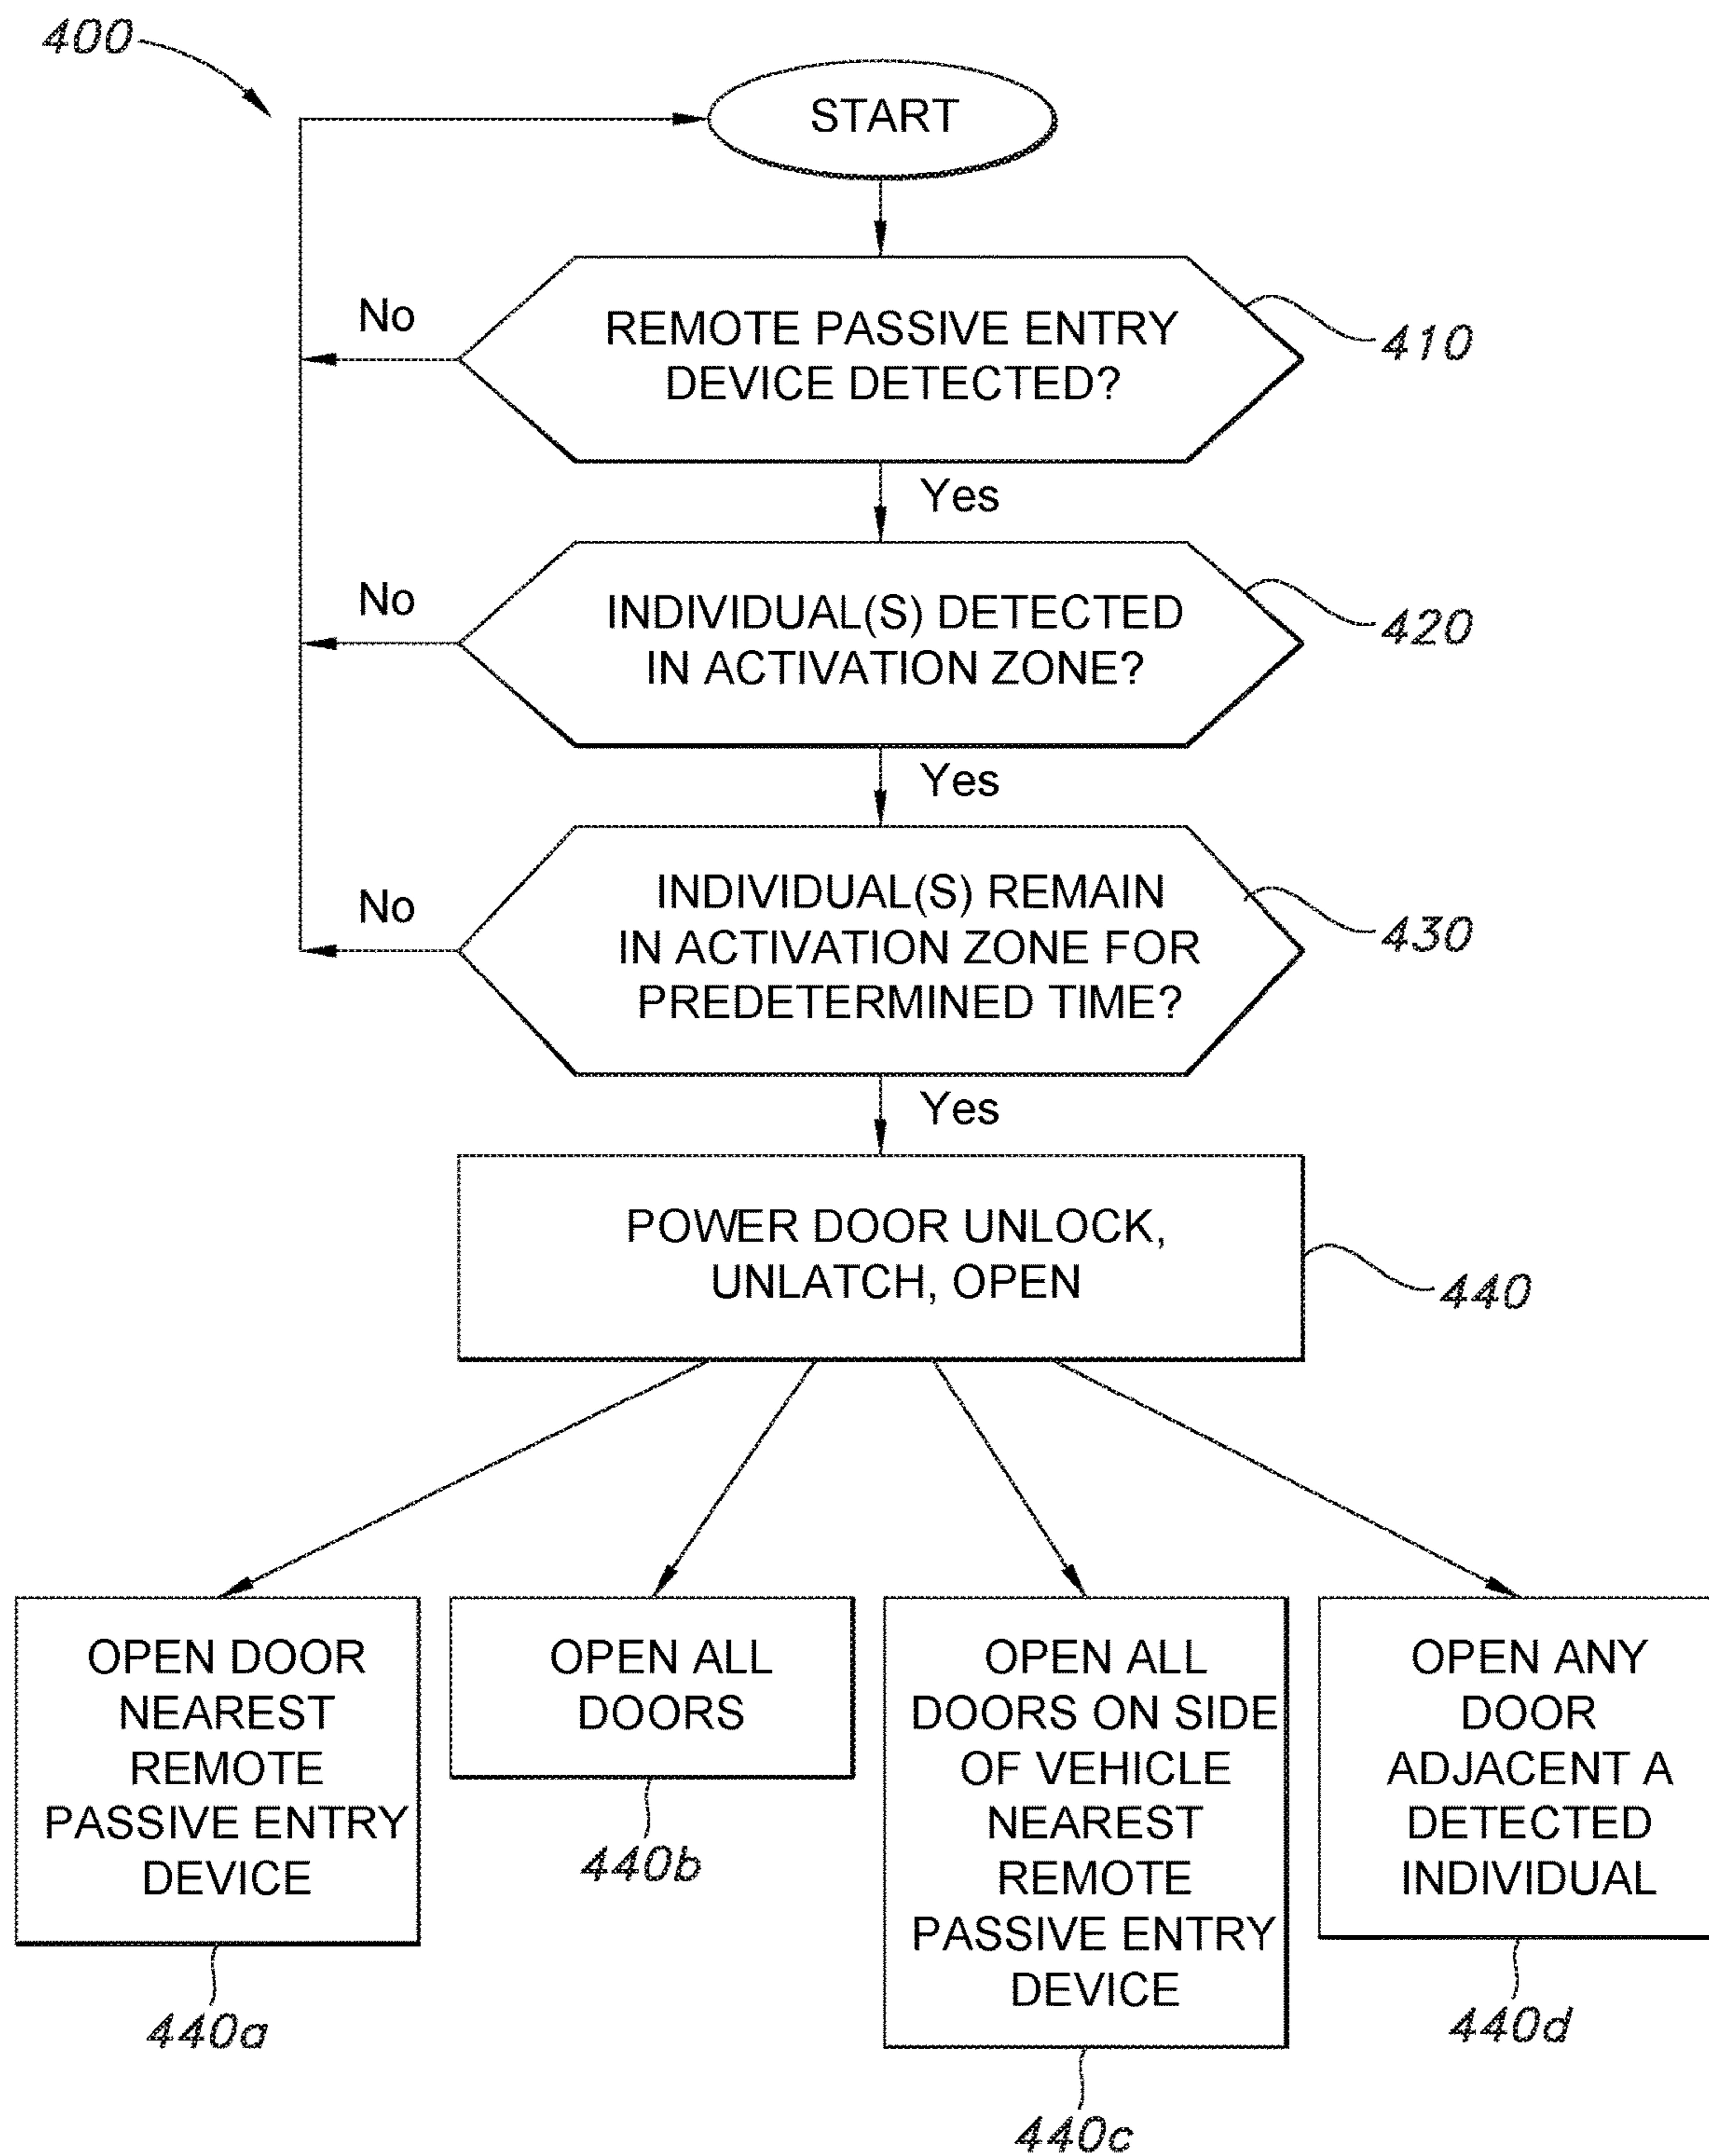 400
START
No
REMOTE PASSIVE ENTRY
DEVICE DETECTED?
410
Yes
No
INDIVIDUAL(S) DETECTED
IN ACTIVATION ZONE?
420
Yes
No
INDIVIDUAL(S) REMAIN
IN ACTIVATION ZONE FOR
PREDETERMINED TIME?
430
Yes
POWER DOOR UNLOCK,
UNLATCH, OPEN
440
OPEN DOOR
NEAREST
REMOTE
PASSIVE ENTRY
DEVICE
440a
OPEN ALL
DOORS
440b
OPEN ALL
DOORS ON SIDE
OF VEHICLE
NEAREST
REMOTE
PASSIVE ENTRY
DEVICE
440c
OPEN ANY
DOOR
ADJACENT A
DETECTED
INDIVIDUAL
440d